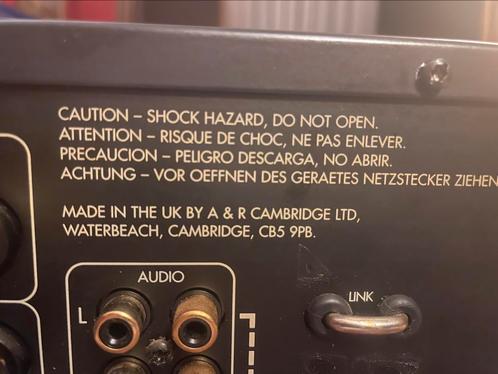 CAUTION – SHOCK HAZARD, DO NOT OPEN.
ATTENTION – RISQUE DE CHOC, NE PAS ENLEVER.
PRECAUCION – PELIGRO DESCARGA, NO ABRIR.
ACHTUNG – VOR OEFFNEN DES GERAETES NETZSTECKER ZIEHEN
MADE IN THE UK BY A & R CAMBRIDGE LTD,
WATERBEACH, CAMBRIDGE, CB5 9PB.
AUDIO
LINK
L